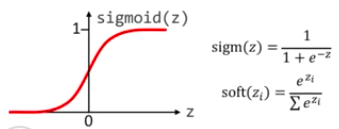 sigmoid(z)
1
z
0
sigm(z) = 1 / (1 + e^{-z})
soft(z_i) = e^{z_i} / ∑ e^{z_i}